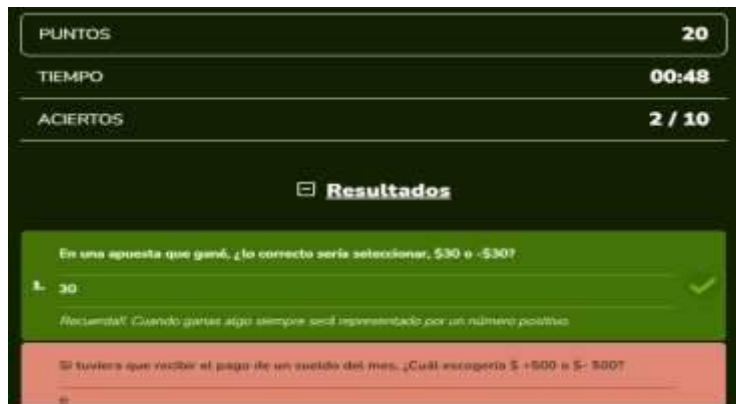 PUNTOS 20
TIEMPO 00:48
ACIERTOS 2 / 10
Resultados
En una apuesta que gané, ¿lo correcto sería seleccionar, $30 o -$30?
1. 30
Recuerda!! Cuando ganas algo siempre será representado por un número positivo
Si tuviera que recibir el pago de un sueldo del mes, ¿Cuál escogería $ +500 o $- 500?